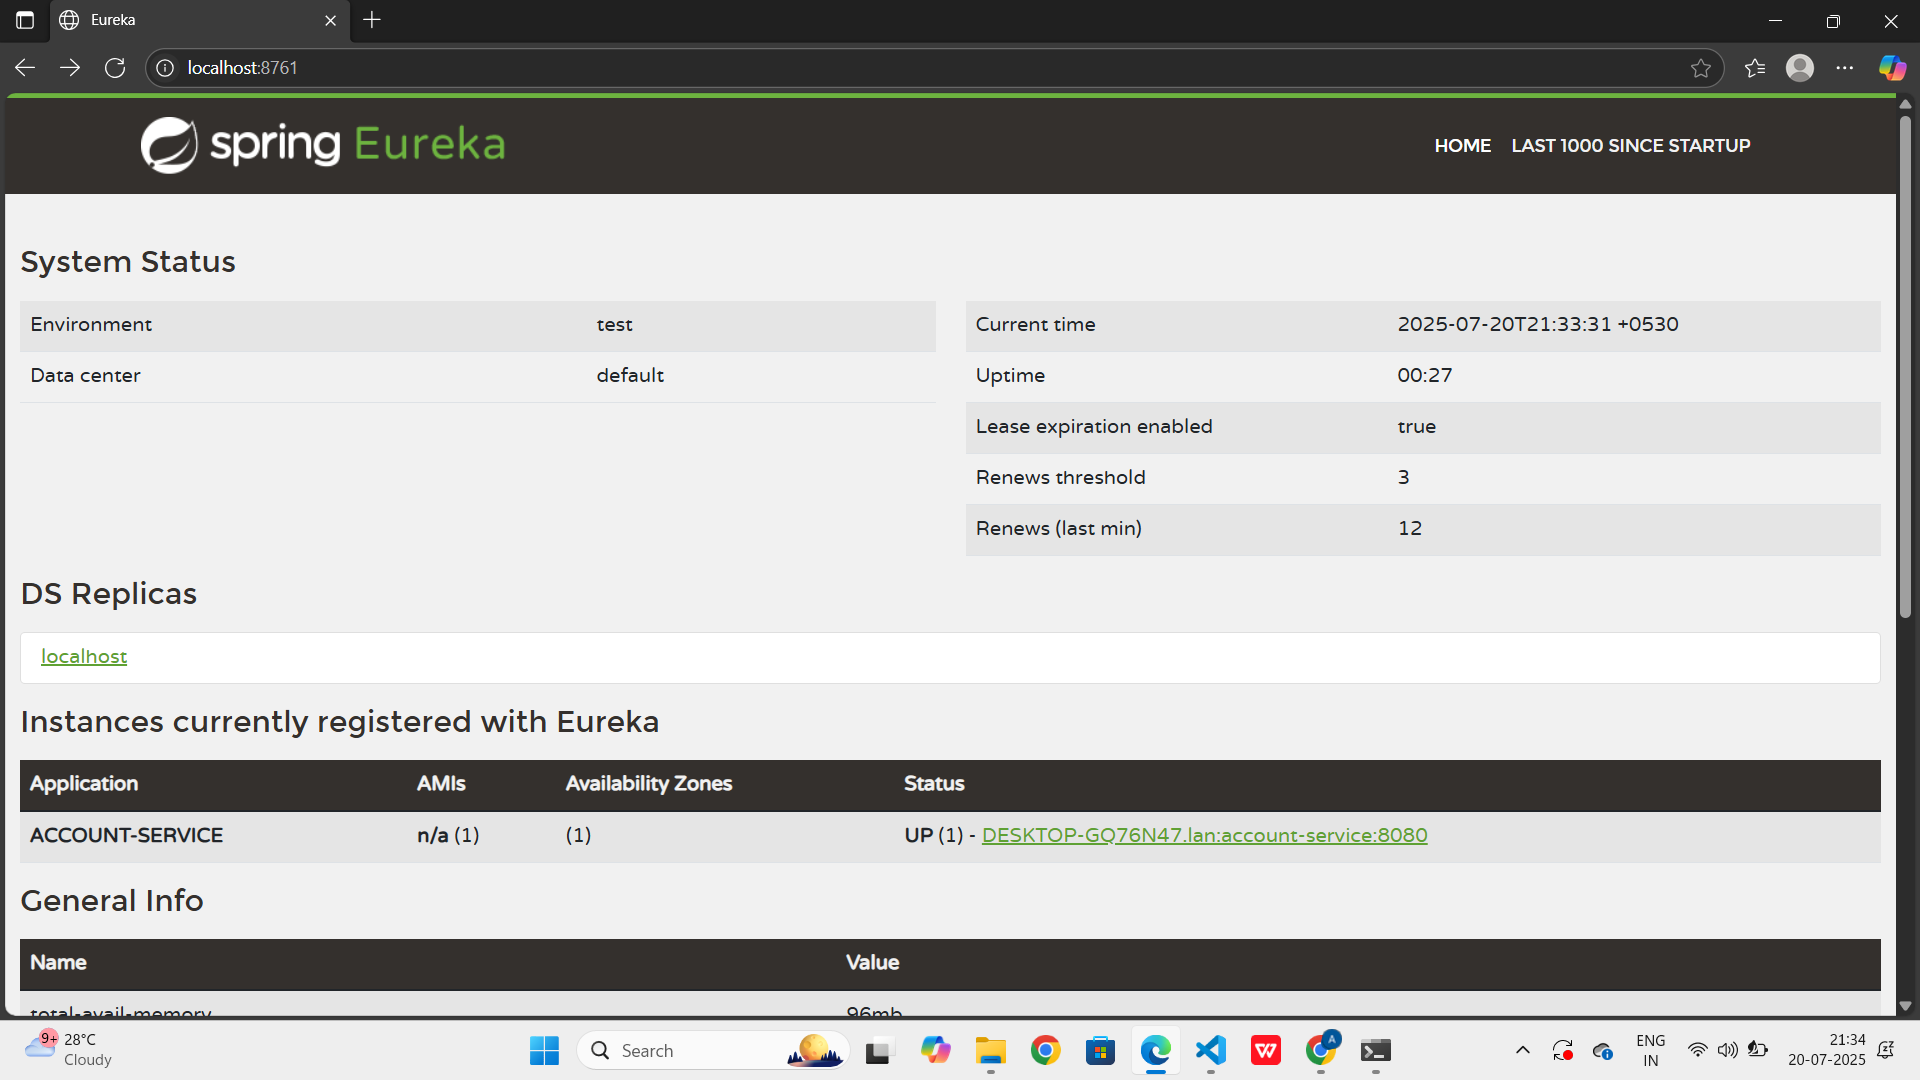 Eureka
localhost:8761
spring Eureka
HOME LAST 1000 SINCE STARTUP
System Status
Environment test
Data center default
Current time 2025-07-20T21:33:31 +0530
Uptime 00:27
Lease expiration enabled true
Renews threshold 3
Renews (last min) 12
DS Replicas
localhost
Instances currently registered with Eureka
Application AMIs Availability Zones Status
ACCOUNT-SERVICE n/a (1) (1) UP (1) - DESKTOP-GQ76N47.lan:account-service:8080
General Info
Name Value
total-avail-memory 96mb
9+ 28°C
Cloudy
Search
A
ENG
IN
21:34
20-07-2025